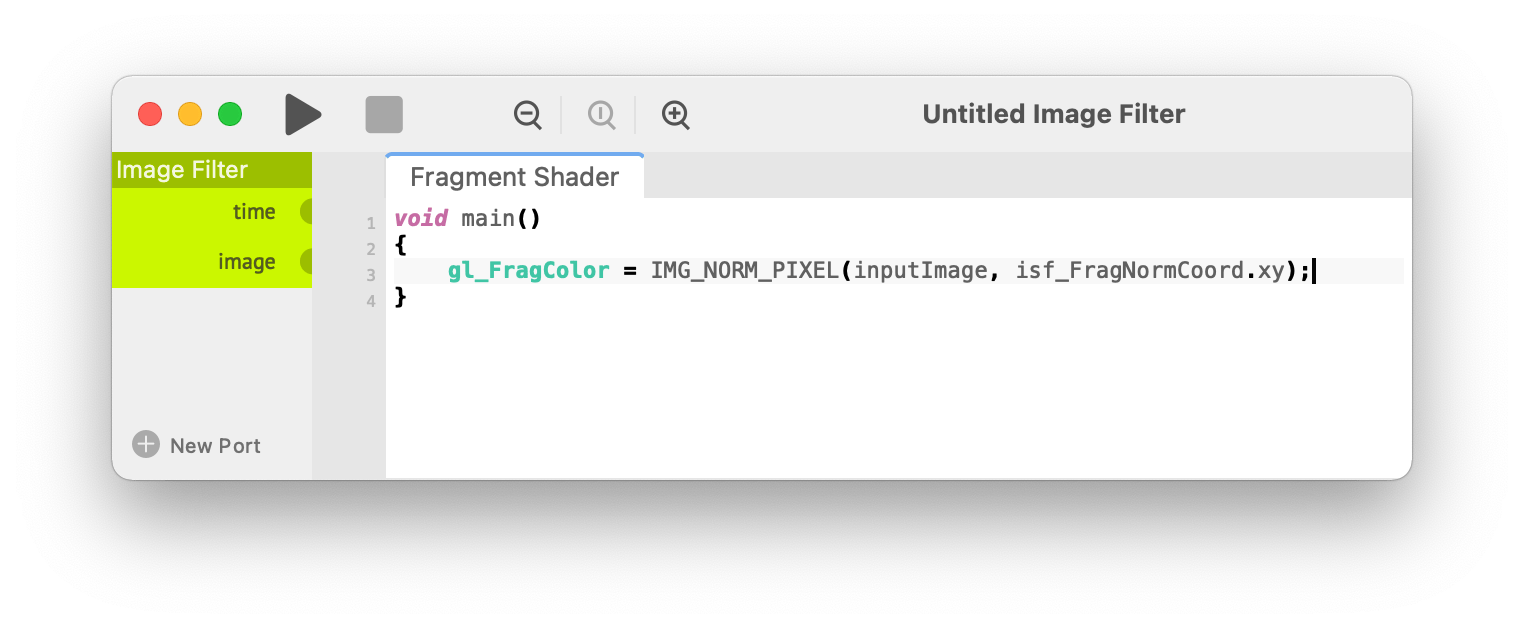 Untitled Image Filter
Image Filter
time
image
New Port
Fragment Shader
1 void main()
2 {
3     gl_FragColor = IMG_NORM_PIXEL(inputImage, isf_FragNormCoord.xy);
4 }